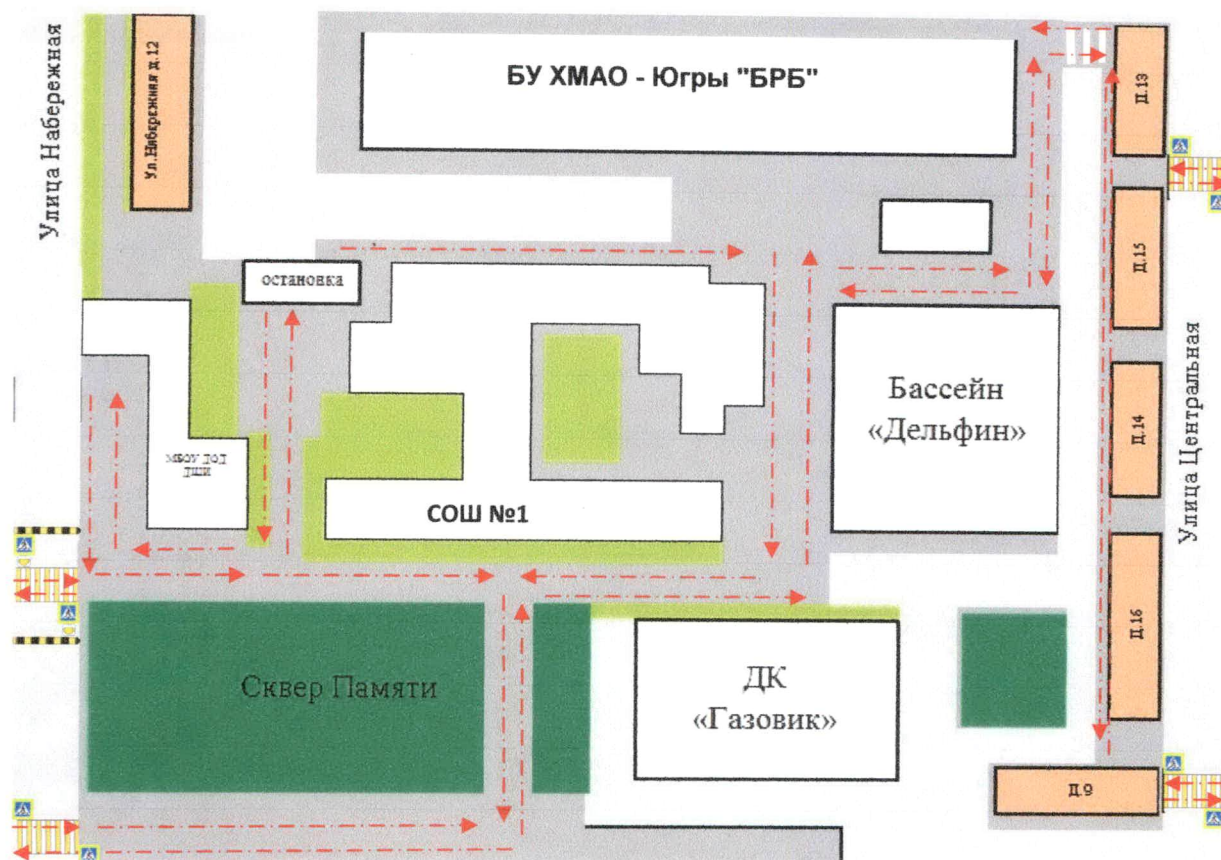 Улица Набережная
Ул.Набережная д.12
БУ ХМАО - Югры "БРБ"
Д.13
остановка
Д.15
Бассейн
«Дельфин»
Улица Центральная
Д.14
МБОУ ДОД
ДШИ
СОШ №1
Д.16
Сквер Памяти
ДК
«Газовик»
Д.9